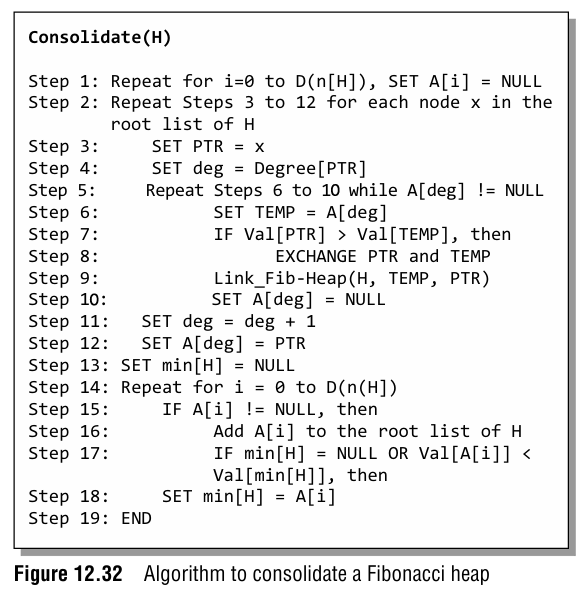 Consolidate(H)
Step 1: Repeat for i=0 to D(n[H]), SET A[i] = NULL
Step 2: Repeat Steps 3 to 12 for each node x in the
root list of H
Step 3: SET PTR = x
Step 4: SET deg = Degree[PTR]
Step 5: Repeat Steps 6 to 10 while A[deg] != NULL
Step 6: SET TEMP = A[deg]
Step 7: IF Val[PTR] > Val[TEMP], then
Step 8: EXCHANGE PTR and TEMP
Step 9: Link_Fib-Heap(H, TEMP, PTR)
Step 10: SET A[deg] = NULL
Step 11: SET deg = deg + 1
Step 12: SET A[deg] = PTR
Step 13: SET min[H] = NULL
Step 14: Repeat for i = 0 to D(n(H])
Step 15: IF A[i] != NULL, then
Step 16: Add A[i] to the root list of H
Step 17: IF min[H] = NULL OR Val[A[i]] <
Val[min[H]], then
Step 18: SET min[H] = A[i]
Step 19: END
Figure 12.32 Algorithm to consolidate a Fibonacci heap